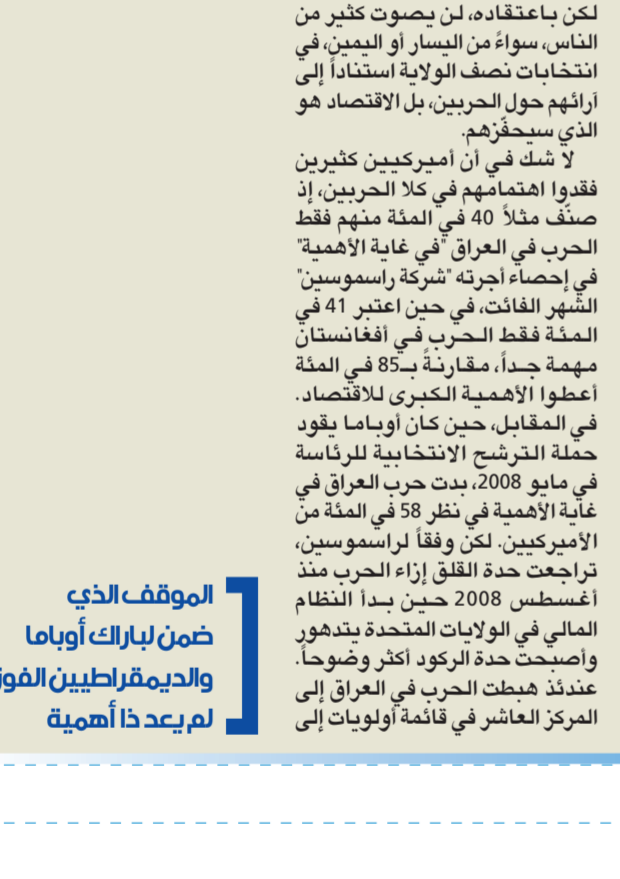 لكن باعتقاده، لن يصوت كثير من
الناس، سواءً من اليسار أو اليمين، في
انتخابات نصف الولاية استناداً إلى
آرائهم حول الحربين، بل الاقتصاد هو
الذي سيحفّزهم.
لا شك في أن أميركيين كثيرين
فقدوا اهتمامهم في كلا الحربين، إذ
صنّف مثلاً 40 في المئة منهم فقط
الحرب في العراق "في غاية الأهمية"
في إحصاء أجرته "شركة راسموسين"
الشهر الفائت، في حين اعتبر 41 في
المئة فقط الحرب في أفغانستان
مهمة جداً، مقارنةً بـ85 في المئة
أعطوا الأهمية الكبرى للاقتصاد.
في المقابل، حين كان أوباما يقود
حملة الترشح الانتخابية للرئاسة
في مايو 2008، بدت حرب العراق في
غاية الأهمية في نظر 58 في المئة من
الأميركيين. لكن وفقاً لراسموسين،
تراجعت حدة القلق إزاء الحرب منذ
أغسطس 2008 حين بدأ النظام
المالي في الولايات المتحدة يتدهور
وأصبحت حدة الركود أكثر وضوحاً.
عندئذ هبطت الحرب في العراق إلى
المركز العاشر في قائمة أولويات إلى
الموقف الذي
ضمن لباراك أوباما
والديمقراطيين الفوز
لم يعد ذا أهمية